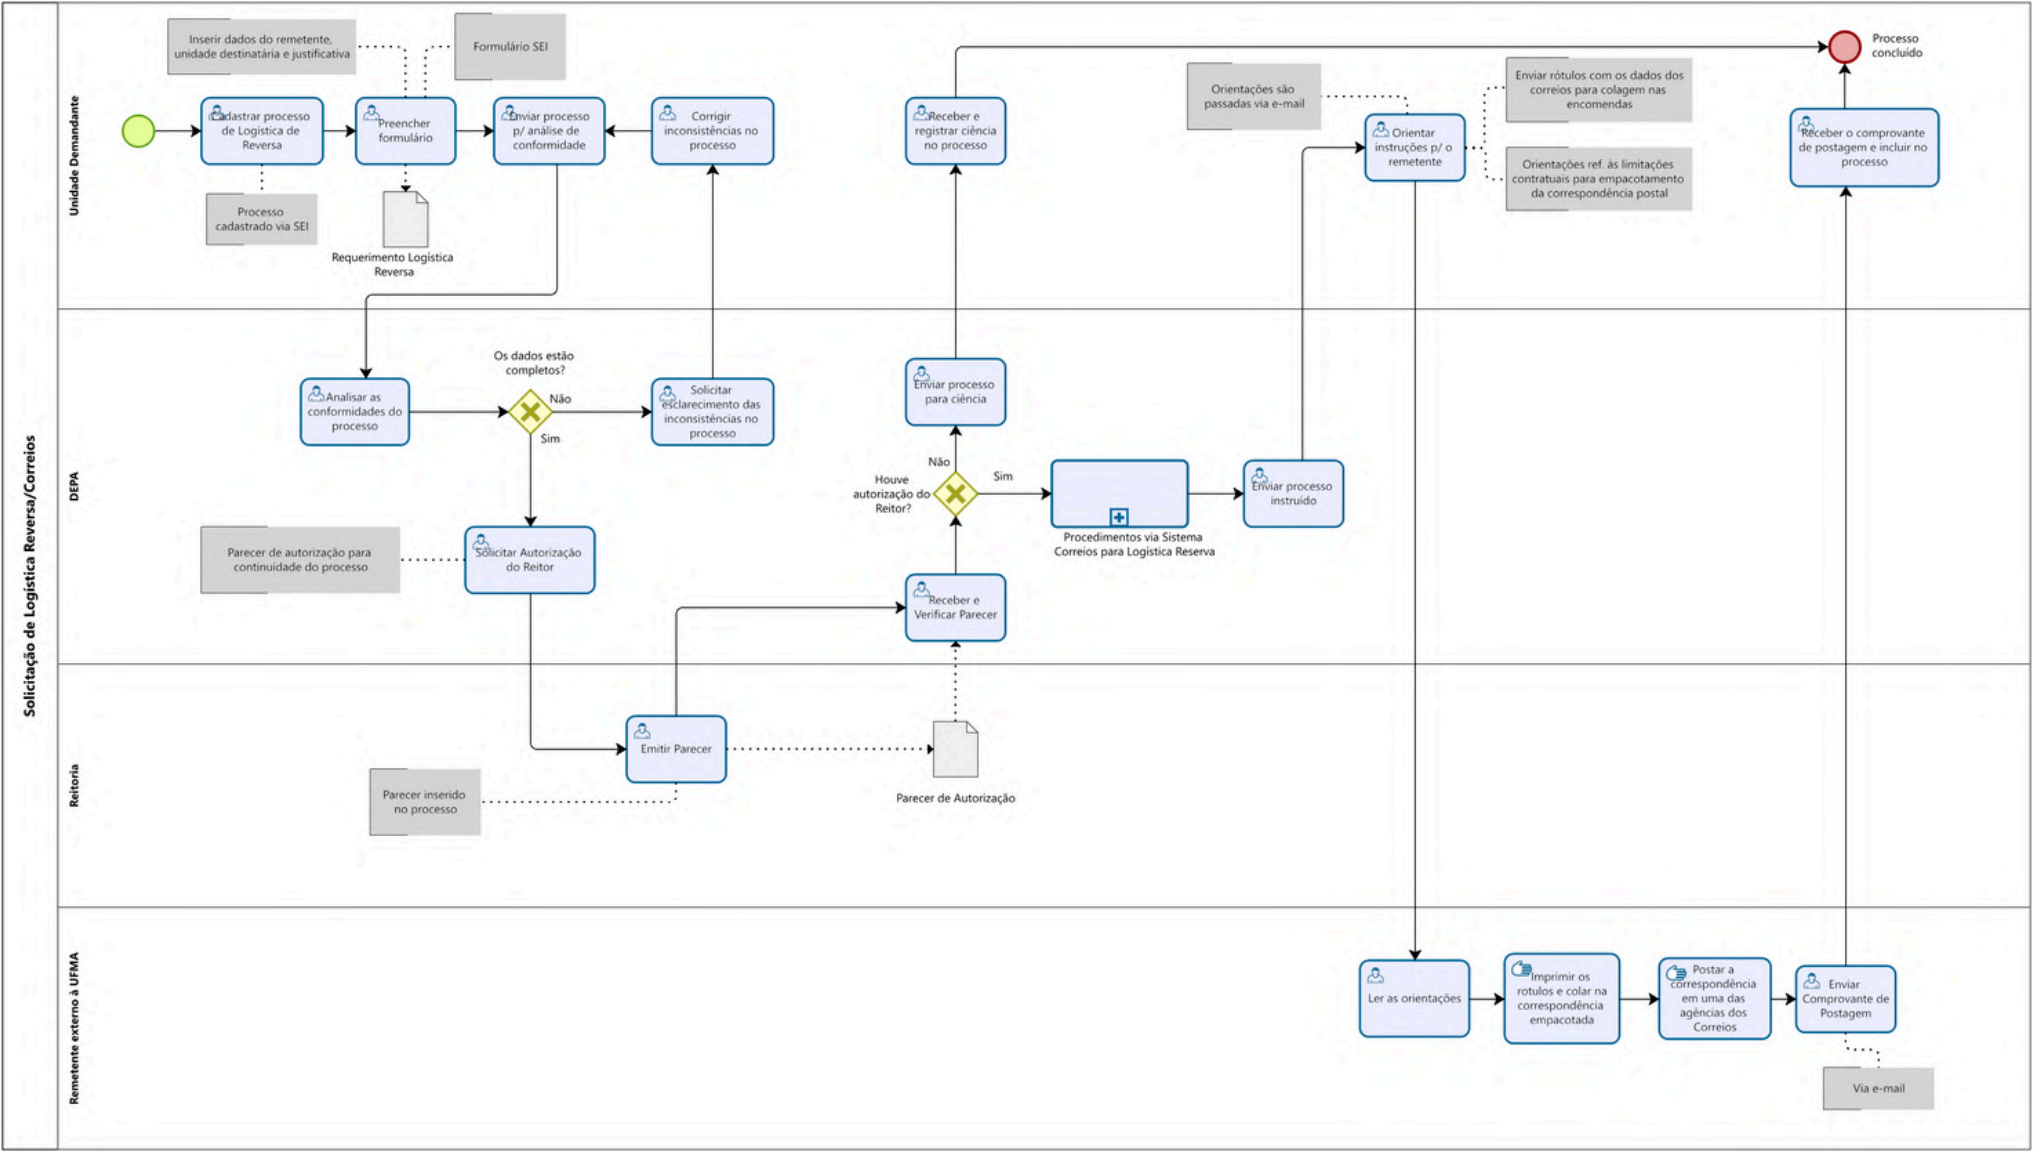 Solicitação de Logística Reversa/Correios
Unidade Demandante
Inserir dados do remetente,
unidade destinatária e justificativa
Formulário SEI
Cadastrar processo
de Logística de
Reversa
Preencher
formulário
Enviar processo
p/ análise de
conformidade
Corrigir
inconsistências no
processo
Processo
cadastrado via SEI
Requerimento Logística
Reversa
Receber e
registrar ciência
no processo
Orientações são
passadas via e-mail
Orientar
instruções p/ o
remetente
Enviar rótulos com os dados dos
correios para colagem nas
encomendas
Orientações ref. às limitações
contratuais para empacotamento
da correspondência postal
Processo
concluído
Receber o comprovante
de postagem e incluir no
processo
DEPA
Analisar as
conformidades do
processo
Os dados estão
completos?
Não
Sim
Solicitar
esclarecimento das
inconsistências no
processo
Parecer de autorização para
continuidade do processo
Solicitar Autorização
do Reitor
Enviar processo
para ciência
Não
Sim
Houve
autorização do
Reitor?
Procedimentos via Sistema
Correios para Logística Reserva
Enviar processo
instruído
Receber e
Verificar Parecer
Reitoria
Emitir Parecer
Parecer inserido
no processo
Parecer de Autorização
Remetente externo à UFMA
Ler as orientações
Imprimir os
rotulos e colar na
correspondência
empacotada
Postar a
correspondência
em uma das
agências dos
Correios
Enviar
Comprovante de
Postagem
Via e-mail